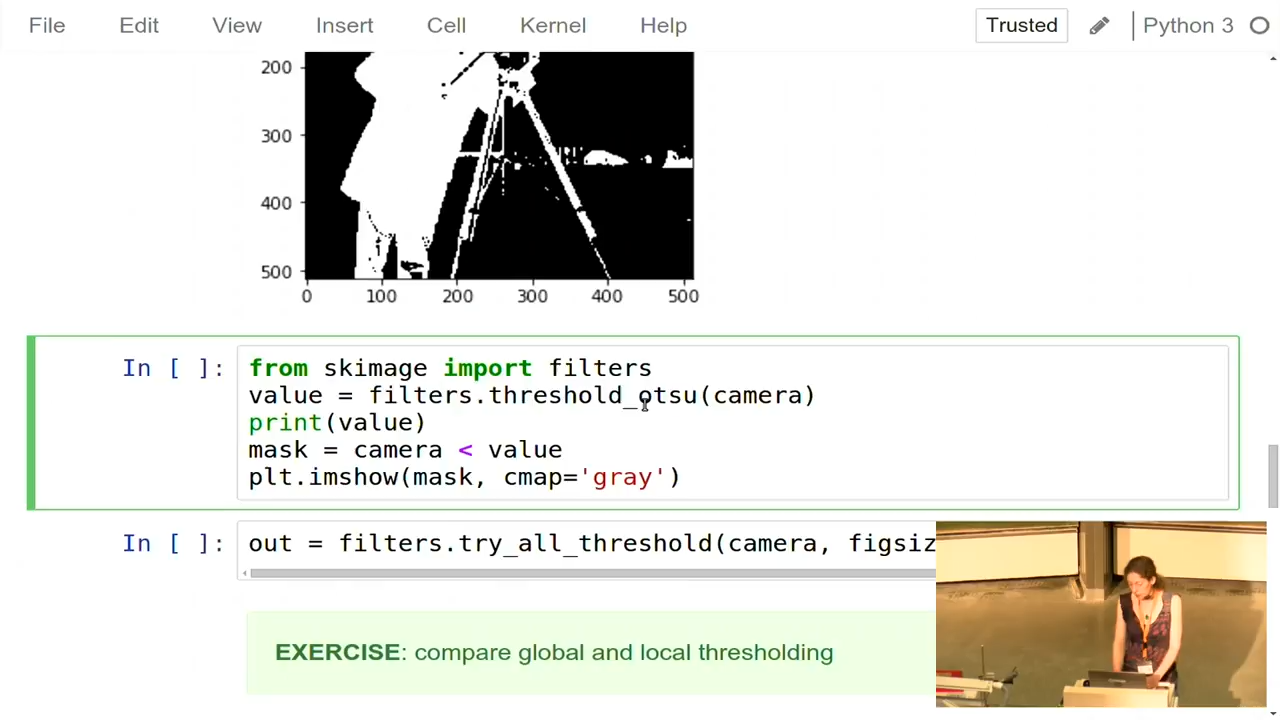 File Edit View Insert Cell Kernel Help Trusted Python 3
200
300
400
500
0 100 200 300 400 500
In [ ]: from skimage import filters
value = filters.threshold_otsu(camera)
print(value)
mask = camera < value
plt.imshow(mask, cmap='gray')
In [ ]: out = filters.try_all_threshold(camera, figsiz
EXERCISE: compare global and local thresholding